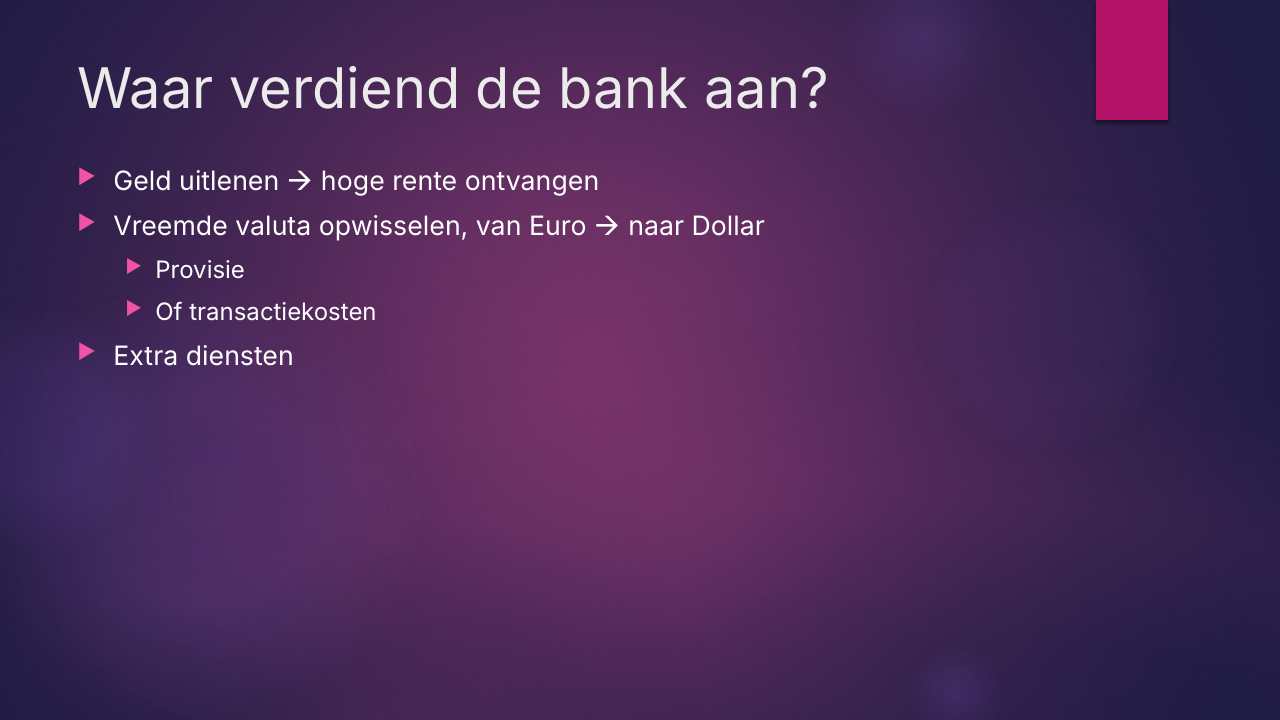 Waar verdiend de bank aan?
Geld uitlenen → hoge rente ontvangen
Vreemde valuta opwisselen, van Euro → naar Dollar
Provisie
Of transactiekosten
Extra diensten